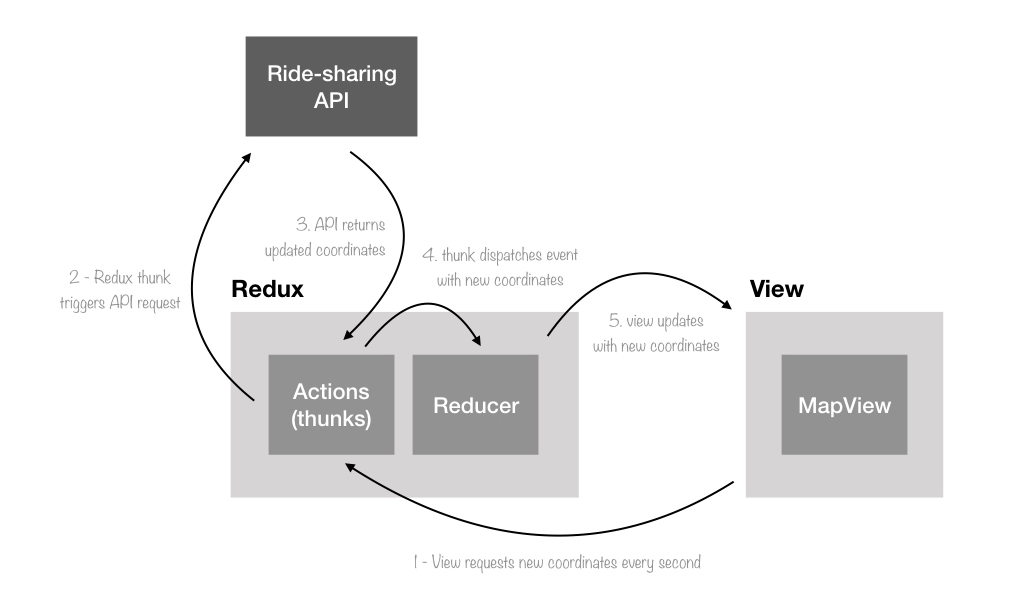 Ride-sharing
API
3. API returns
updated coordinates
4. thunk dispatches event
with new coordinates
2 - Redux thunk
triggers API request
Redux
View
5. view updates
with new coordinates
Actions
(thunks)
Reducer
MapView
1 - View requests new coordinates every second